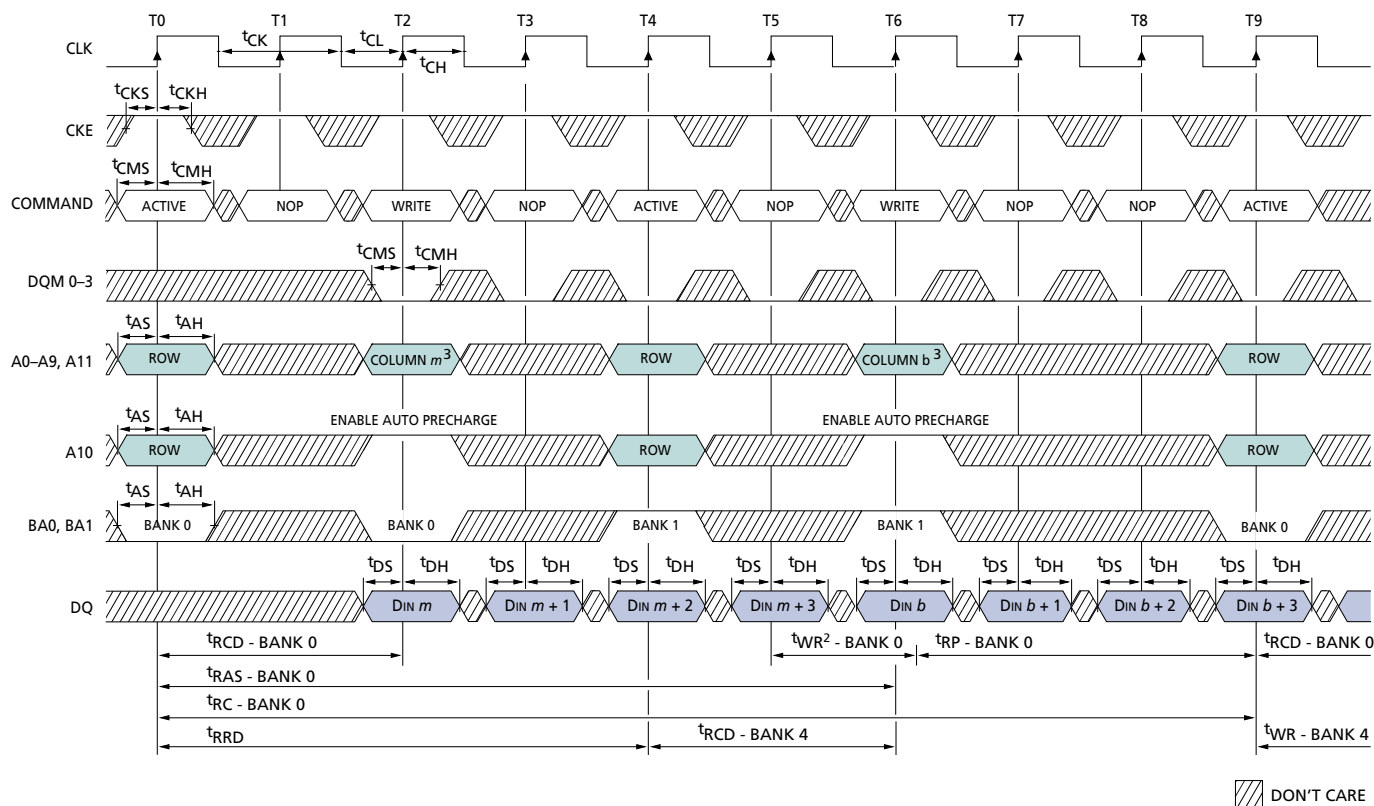 T0 T1 T2 T3 T4 T5 T6 T7 T8 T9
CLK tCK tCL tCH
tCKS tCKH
CKE
tCMS tCMH
COMMAND ACTIVE NOP WRITE NOP ACTIVE NOP WRITE NOP NOP ACTIVE
tCMS tCMH
DQM 0–3
tAS tAH
A0–A9, A11 ROW COLUMN m3 ROW COLUMN b 3 ROW
tAS tAH ENABLE AUTO PRECHARGE ENABLE AUTO PRECHARGE
A10 ROW ROW ROW
tAS tAH
BA0, BA1 BANK 0 BANK 0 BANK 1 BANK 1 BANK 0
tDS tDH tDS tDH tDS tDH tDS tDH tDS tDH tDS tDH tDS tDH tDS tDH
DQ DIN m DIN m + 1 DIN m + 2 DIN m + 3 DIN b DIN b + 1 DIN b + 2 DIN b + 3
tRCD - BANK 0 tWR2 - BANK 0 tRP - BANK 0 tRCD - BANK 0
tRAS - BANK 0
tRC - BANK 0
tRRD tRCD - BANK 4 tWR - BANK 4
DON'T CARE